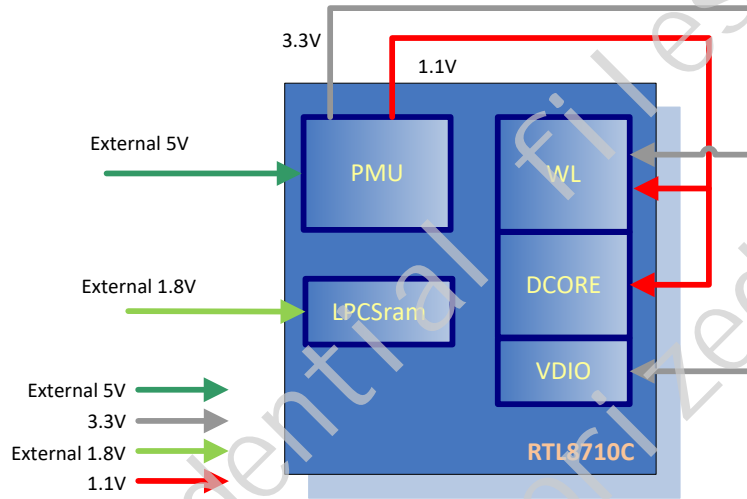 3.3V
1.1V
External 5V
PMU
WL
External 1.8V
LPCSram
DCORE
VDIO
External 5V
3.3V
External 1.8V
1.1V
RTL8710C